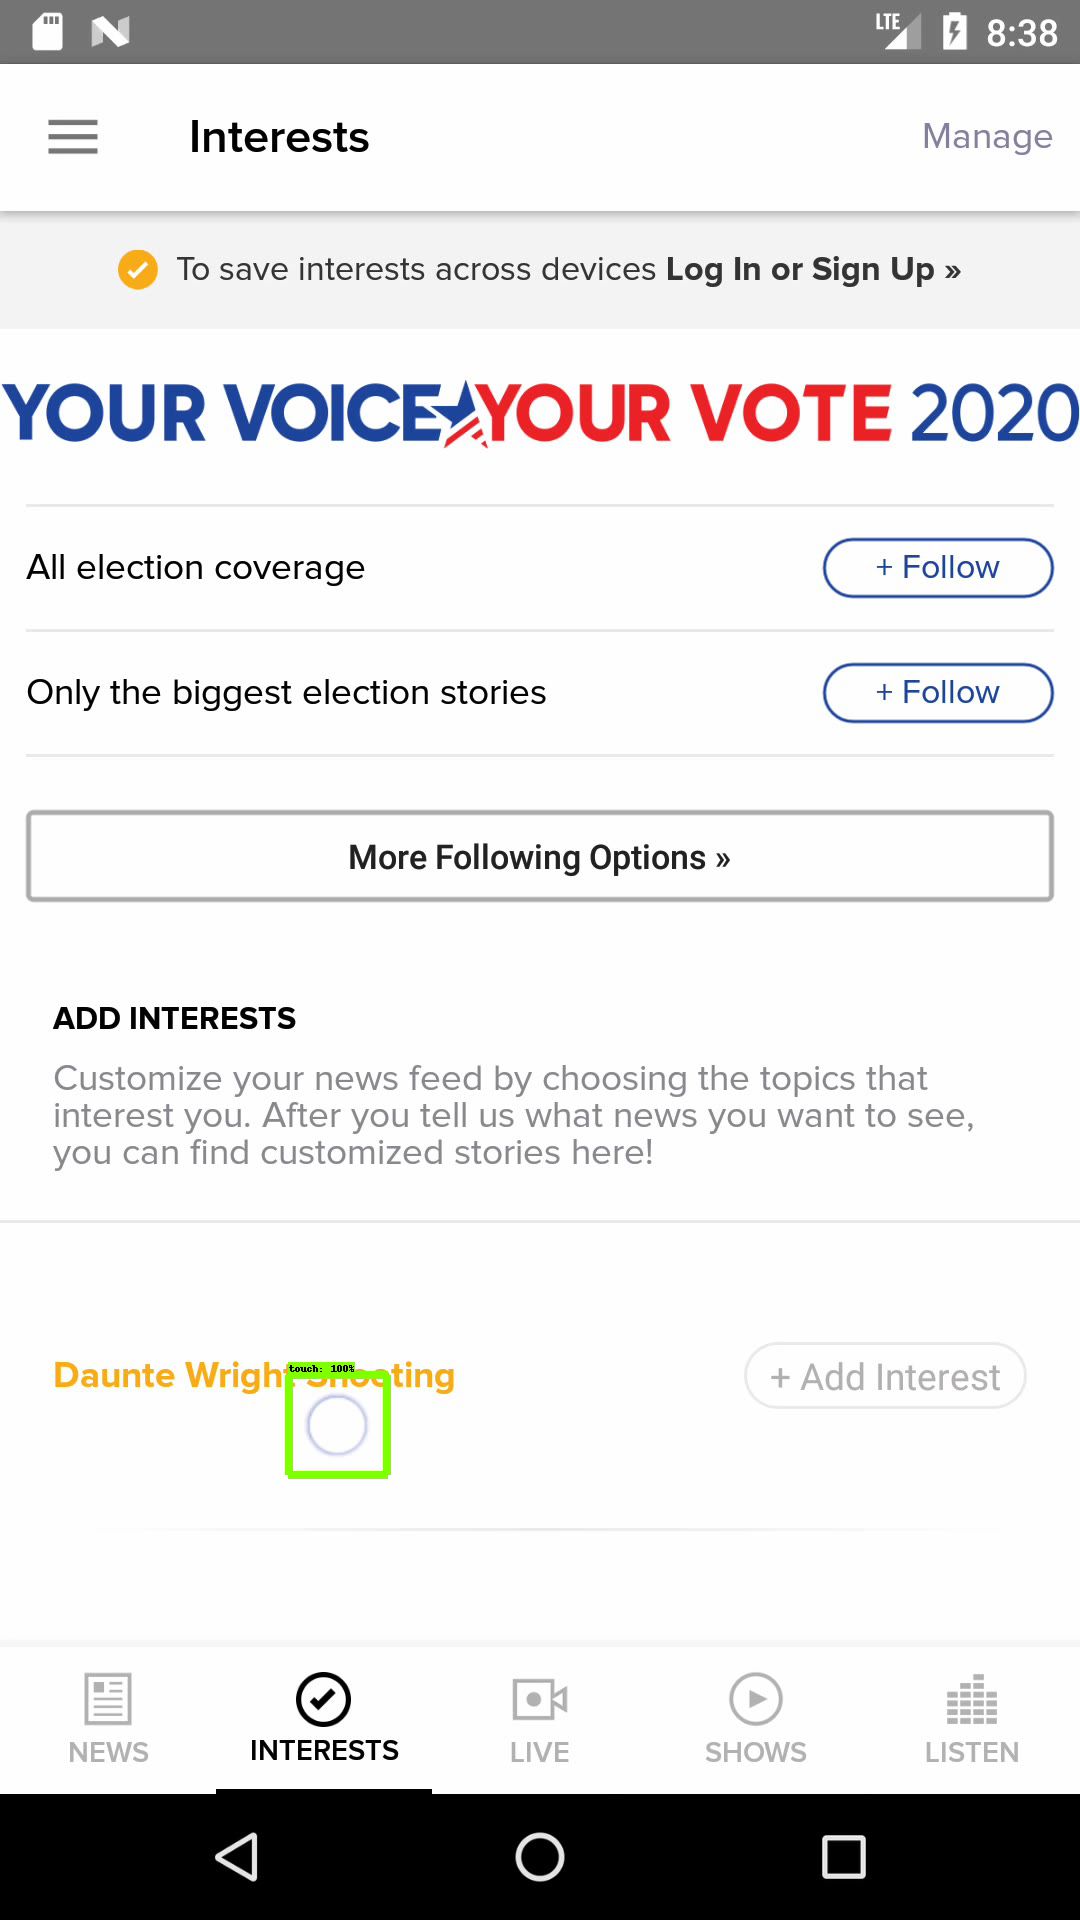 LTE 8:38
Interests Manage
To save interests across devices Log In or Sign Up »
YOUR VOICE YOUR VOTE 2020
All election coverage + Follow
Only the biggest election stories + Follow
More Following Options »
ADD INTERESTS
Customize your news feed by choosing the topics that
interest you. After you tell us what news you want to see,
you can find customized stories here!
touch: 100%
Daunte Wright Shooting + Add Interest
NEWS INTERESTS LIVE SHOWS LISTEN